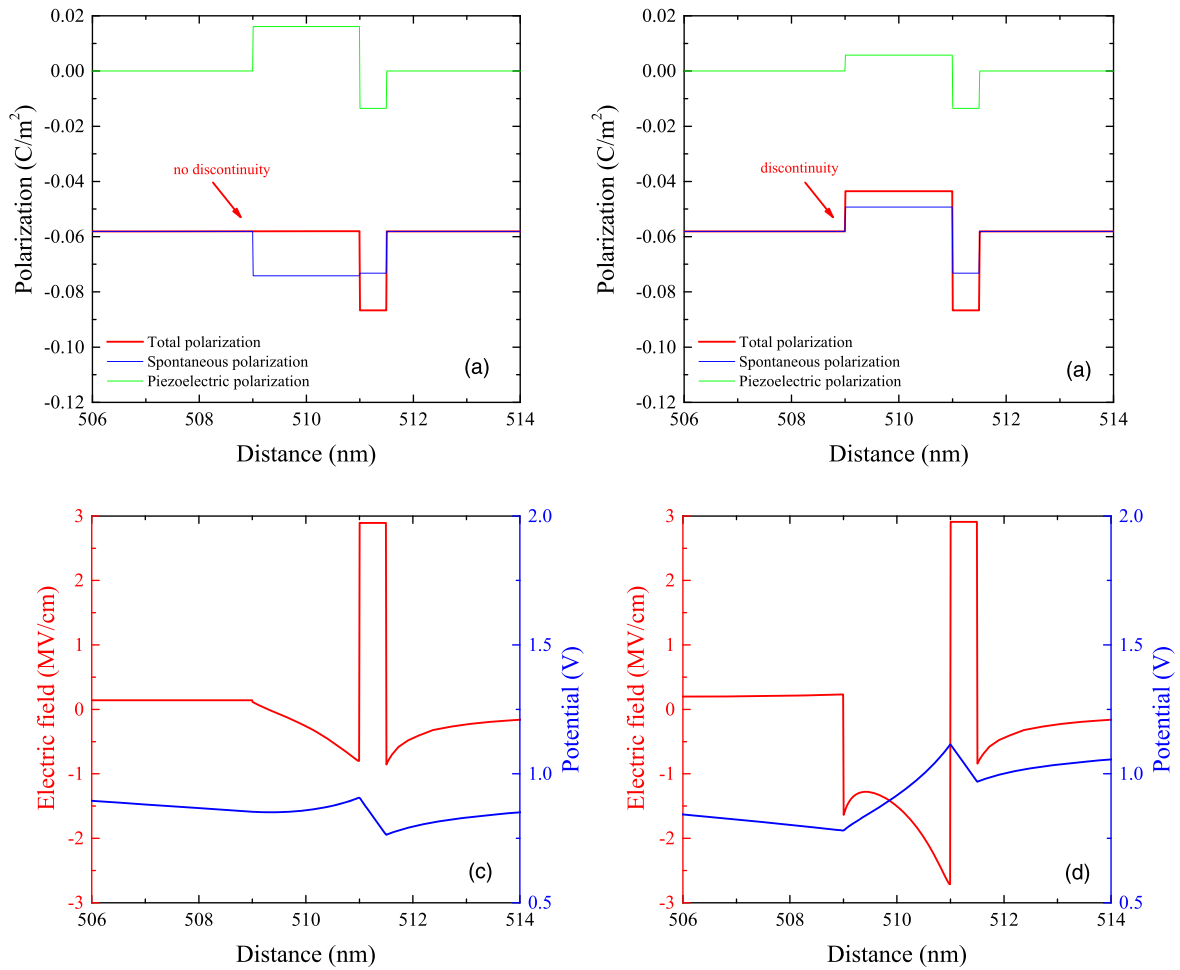 0.02
0.00
-0.02
-0.04
-0.06
-0.08
-0.10
-0.12
Polarization (C/m²)
no discontinuity
Total polarization
Spontaneous polarization
Piezoelectric polarization
(a)
506 508 510 512 514
Distance (nm)
0.02
0.00
-0.02
-0.04
-0.06
-0.08
-0.10
-0.12
Polarization (C/m²)
discontinuity
Total polarization
Spontaneous polarization
Piezoelectric polarization
(a)
506 508 510 512 514
Distance (nm)
3
2
1
0
-1
-2
-3
Electric field (MV/cm)
2.0
1.5
1.0
0.5
Potential (V)
(c)
506 508 510 512 514
Distance (nm)
3
2
1
0
-1
-2
-3
Electric field (MV/cm)
2.0
1.5
1.0
0.5
Potential (V)
(d)
506 508 510 512 514
Distance (nm)